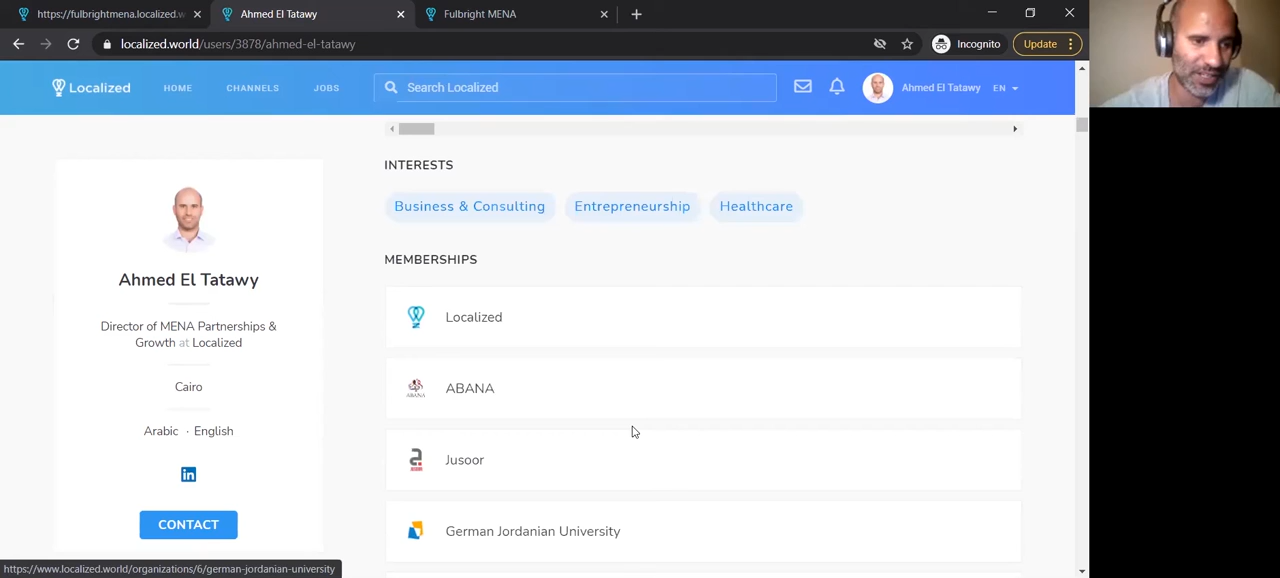 https://fulbrightmena.localized.w
Ahmed El Tatawy
Fulbright MENA
localized.world/users/3878/ahmed-el-tatawy
Incognito
Update
Localized
HOME
CHANNELS
JOBS
Search Localized
Ahmed El Tatawy
EN
INTERESTS
Business & Consulting
Entrepreneurship
Healthcare
MEMBERSHIPS
Localized
ABANA
ABANA
Jusoor
German Jordanian University
Ahmed El Tatawy
Director of MENA Partnerships &
Growth at Localized
Cairo
Arabic · English
in
CONTACT
https://www.localized.world/organizations/6/german-jordanian-university